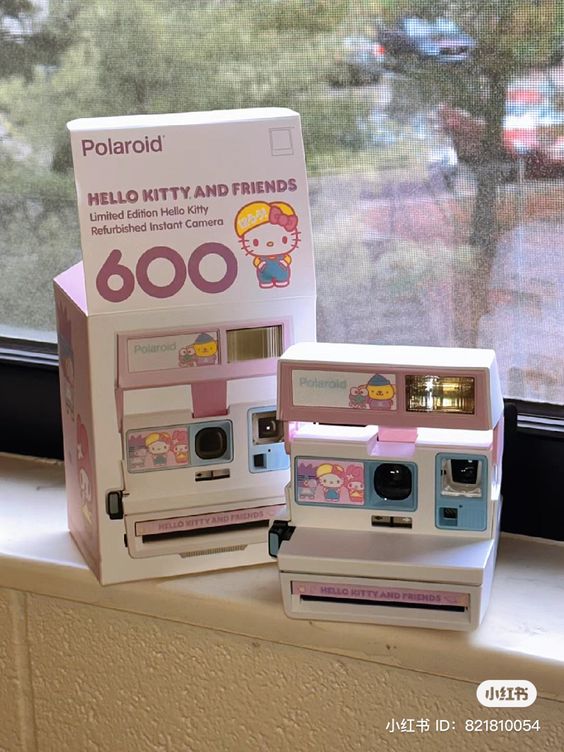 Polaroid
HELLO KITTY AND FRIENDS
Limited Edition Hello Kitty
Refurbished Instant Camera
600
Polaroid
HELLO KITTY AND FRIENDS
Polaroid
HELLO KITTY AND FRIENDS
小红书
小红书 ID: 821810054